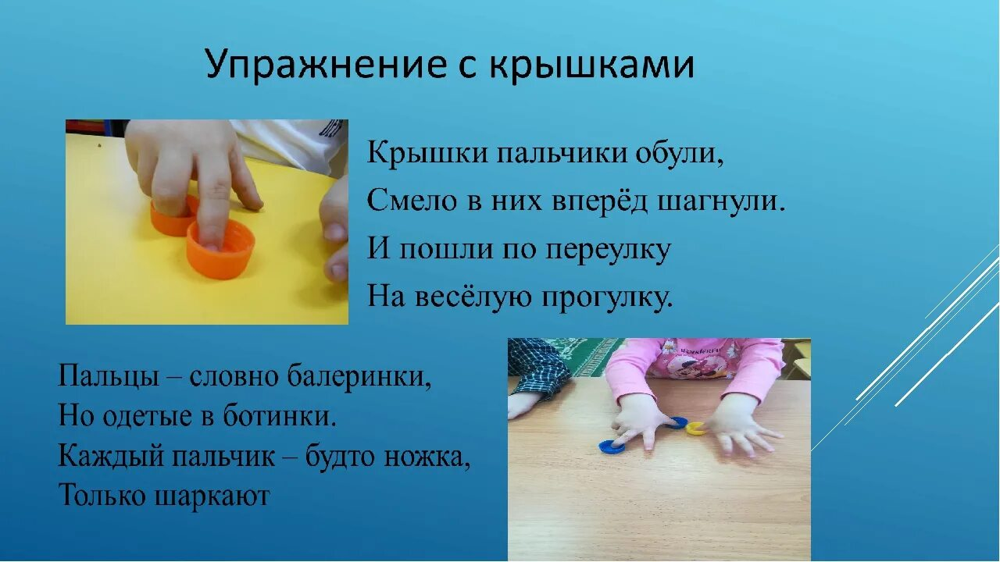 Упражнение с крышками
Крышки пальчики обули,
Смело в них вперёд шагнули.
И пошли по переулку
На весёлую прогулку.
Пальцы – словно балеринки,
Но одетые в ботинки.
Каждый пальчик – будто ножка,
Только шаркают